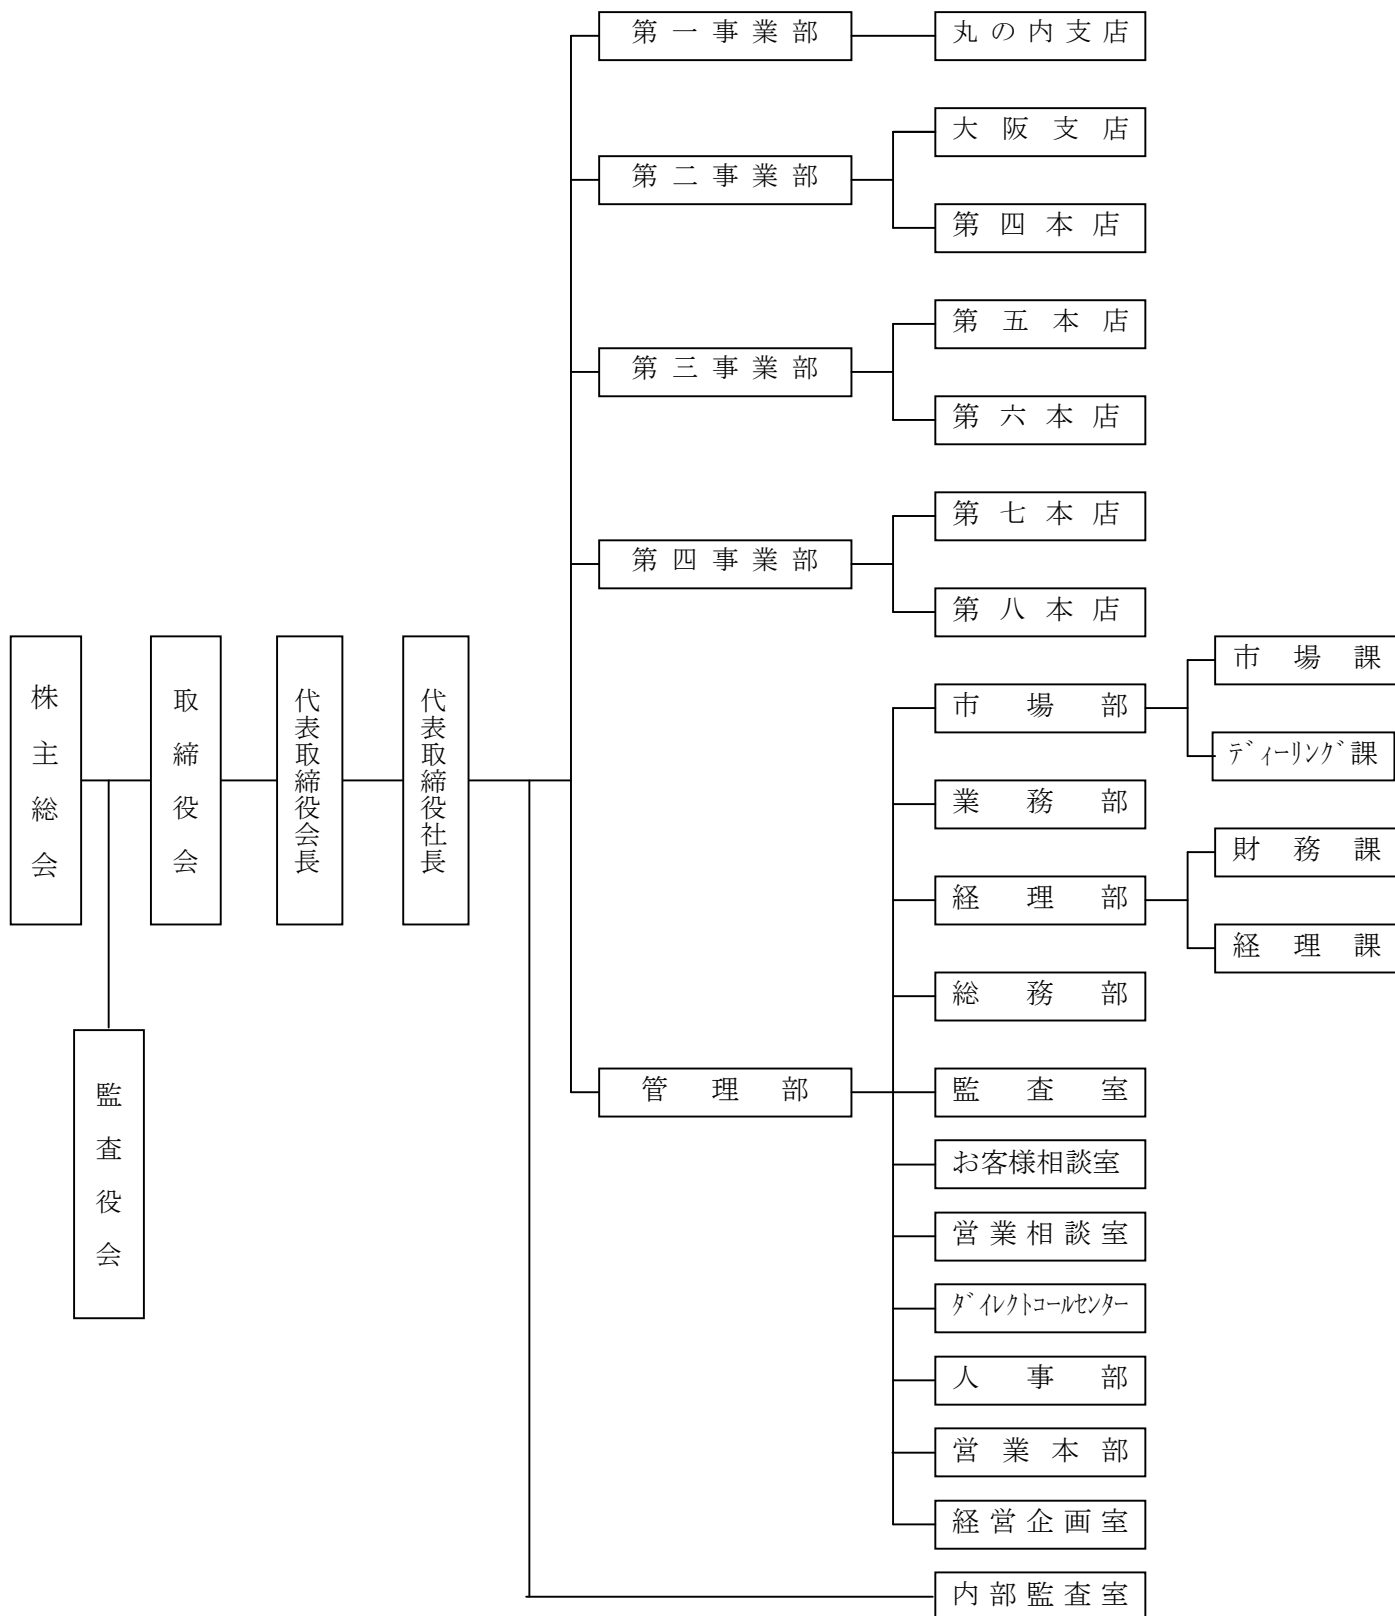 第一事業部
丸の内支店
大阪支店
第二事業部
第四本店
第五本店
第三事業部
第六本店
第七本店
第四事業部
第八本店
株主総会
取締役会
代表取締役会長
代表取締役社長
監査役会
市場部
市場課
ディーリング課
業務部
経理部
財務課
経理課
総務部
管理部
監査室
お客様相談室
営業相談室
ダイレクトコールセンター
人事部
営業本部
経営企画室
内部監査室